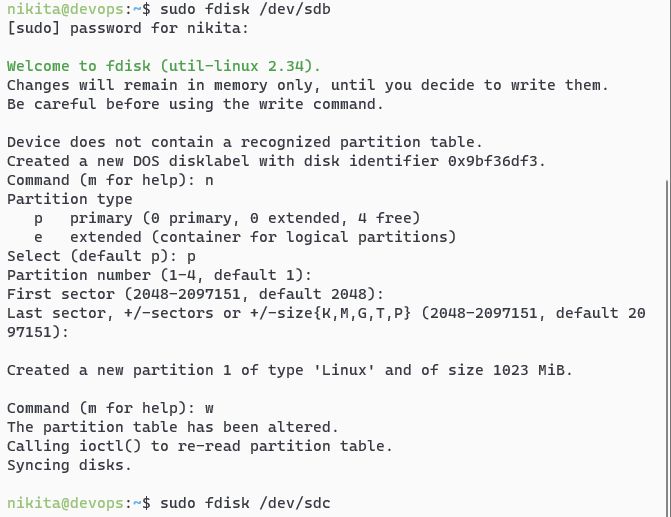 nikita@devops:~$ sudo fdisk /dev/sdb
[sudo] password for nikita:
Welcome to fdisk (util-linux 2.34).
Changes will remain in memory only, until you decide to write them.
Be careful before using the write command.
Device does not contain a recognized partition table.
Created a new DOS disklabel with disk identifier 0x9bf36df3.
Command (m for help): n
Partition type
   p   primary (0 primary, 0 extended, 4 free)
   e   extended (container for logical partitions)
Select (default p): p
Partition number (1-4, default 1):
First sector (2048-2097151, default 2048):
Last sector, +/-sectors or +/-size{K,M,G,T,P} (2048-2097151, default 20
97151):
Created a new partition 1 of type 'Linux' and of size 1023 MiB.
Command (m for help): w
The partition table has been altered.
Calling ioctl() to re-read partition table.
Syncing disks.
nikita@devops:~$ sudo fdisk /dev/sdc